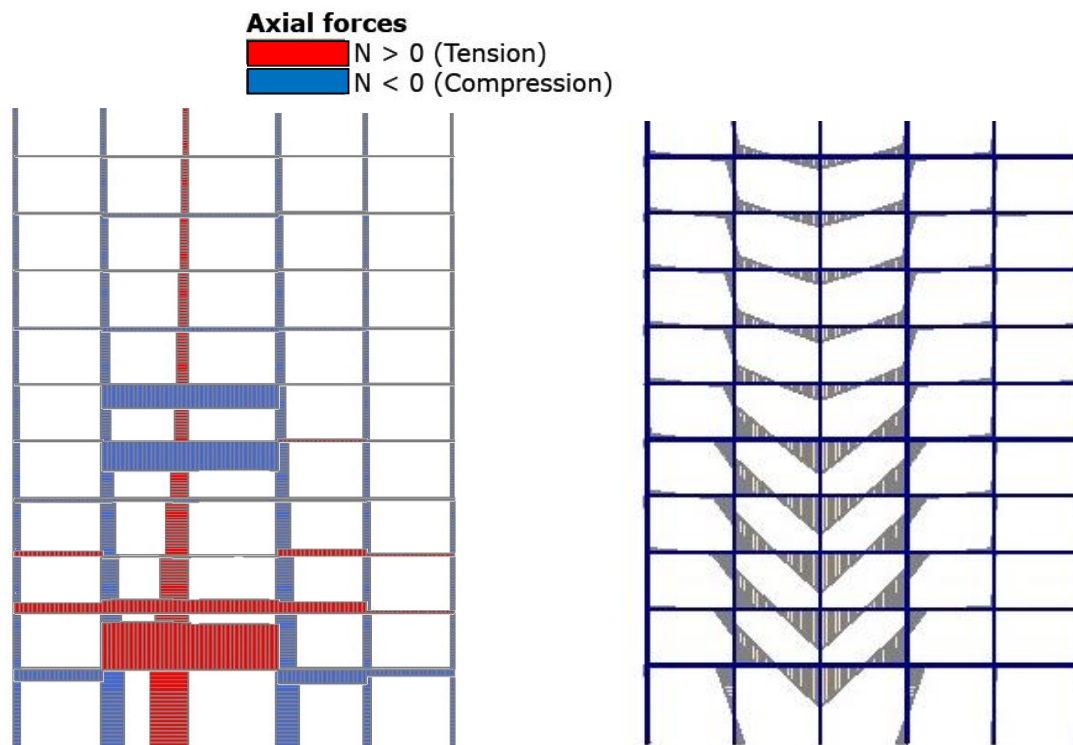 Axial forces
N > 0 (Tension)
N < 0 (Compression)